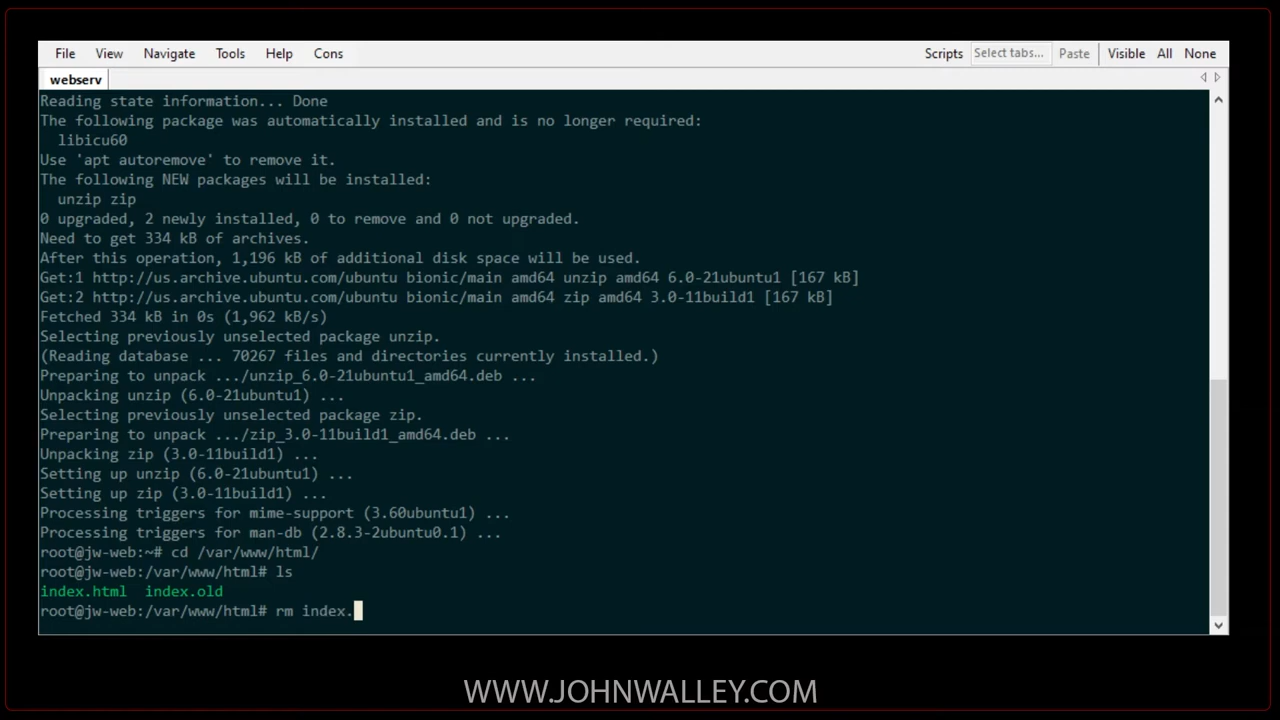 File View Navigate Tools Help Cons Scripts Select tabs... Paste Visible All None
webserv
Reading state information... Done
The following package was automatically installed and is no longer required:
  libicu60
Use 'apt autoremove' to remove it.
The following NEW packages will be installed:
  unzip zip
0 upgraded, 2 newly installed, 0 to remove and 0 not upgraded.
Need to get 334 kB of archives.
After this operation, 1,196 kB of additional disk space will be used.
Get:1 http://us.archive.ubuntu.com/ubuntu bionic/main amd64 unzip amd64 6.0-21ubuntu1 [167 kB]
Get:2 http://us.archive.ubuntu.com/ubuntu bionic/main amd64 zip amd64 3.0-11build1 [167 kB]
Fetched 334 kB in 0s (1,962 kB/s)
Selecting previously unselected package unzip.
(Reading database ... 70267 files and directories currently installed.)
Preparing to unpack .../unzip_6.0-21ubuntu1_amd64.deb ...
Unpacking unzip (6.0-21ubuntu1) ...
Selecting previously unselected package zip.
Preparing to unpack .../zip_3.0-11build1_amd64.deb ...
Unpacking zip (3.0-11build1) ...
Setting up unzip (6.0-21ubuntu1) ...
Setting up zip (3.0-11build1) ...
Processing triggers for mime-support (3.60ubuntu1) ...
Processing triggers for man-db (2.8.3-2ubuntu0.1) ...
root@jw-web:~# cd /var/www/html/
root@jw-web:/var/www/html# ls
index.html  index.old
root@jw-web:/var/www/html# rm index.
WWW.JOHNWALLEY.COM